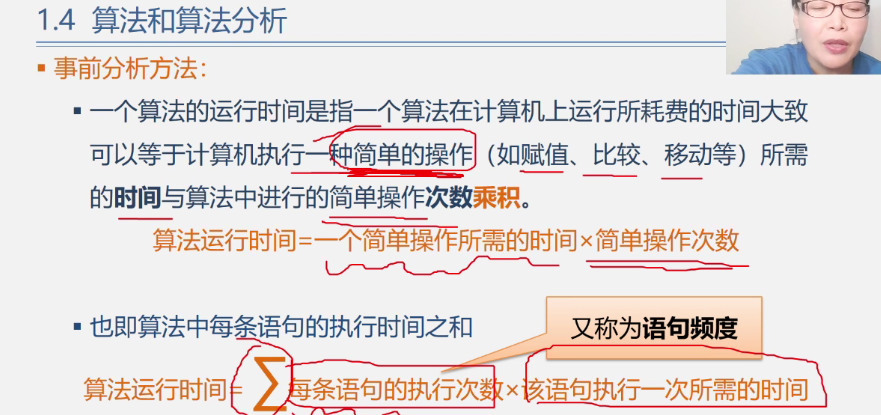 1.4 算法和算法分析
▪ 事前分析方法:
▪ 一个算法的运行时间是指一个算法在计算机上运行所耗费的时间大致
可以等于计算机执行一种简单的操作（如赋值、比较、移动等）所需
的时间与算法中进行的简单操作次数乘积。
算法运行时间=一个简单操作所需的时间×简单操作次数
▪ 也即算法中每条语句的执行时间之和
又称为语句频度
算法运行时间=∑每条语句的执行次数×该语句执行一次所需的时间